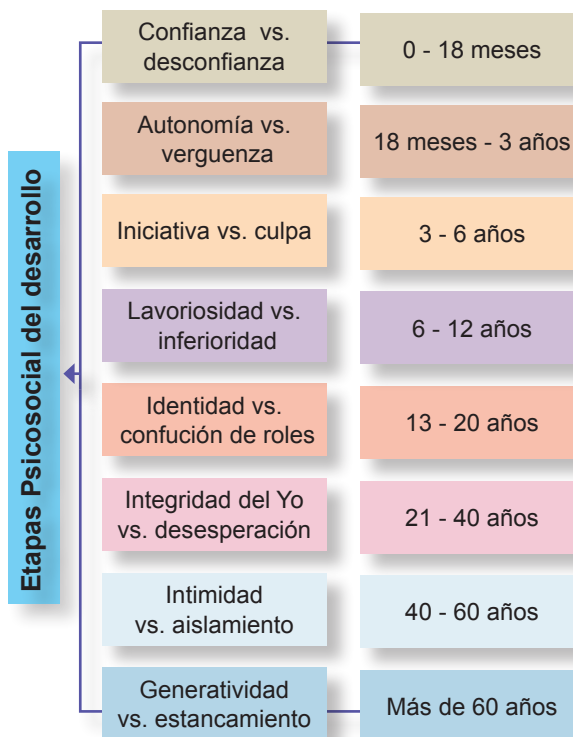 Etapas Psicosocial del desarrollo
Confianza vs.
desconfianza
0 - 18 meses
Autonomía vs.
verguenza
18 meses - 3 años
Iniciativa vs. culpa
3 - 6 años
Lavoriosidad vs.
inferioridad
6 - 12 años
Identidad vs.
confución de roles
13 - 20 años
Integridad del Yo
vs. desesperación
21 - 40 años
Intimidad
vs. aislamiento
40 - 60 años
Generatividad
vs. estancamiento
Más de 60 años